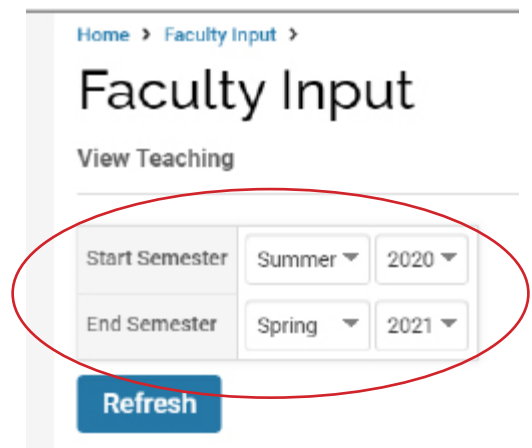 Home > Faculty Input >
Faculty Input
View Teaching
Start Semester Summer 2020
End Semester Spring 2021
Refresh